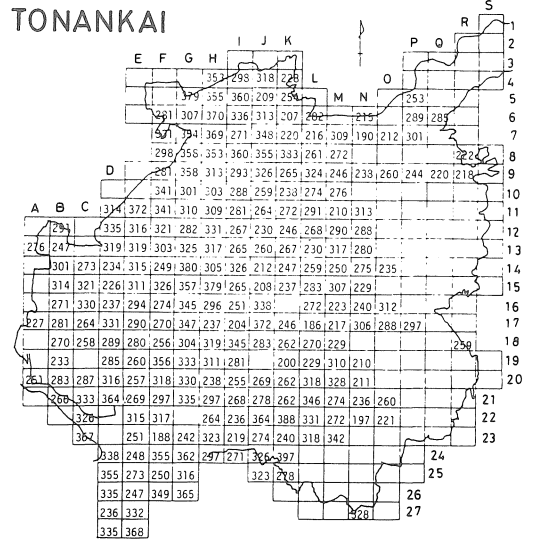 TONANKAI
S
R 1
I J K P Q 2
E F G H 3
353 298 318 228 L O 4
379 355 360 209 254 M N 253 5
281 307 370 336 313 207 202 215 289 285 6
394 369 271 348 220 216 309 190 212 301 7
298 358 353 360 355 383 261 272 222 8
D 281 358 313 293 326 265 324 246 238 260 244 220 218 9
341 301 303 288 259 238 274 276 10
A B C 314 372 341 310 309 281 264 272 291 210 313 11
291 335 316 321 282 331 267 230 246 268 290 288 12
276 247 319 319 303 325 317 265 260 267 230 317 280 13
301 273 234 315 249 380 305 326 212 247 259 250 275 235 14
314 321 226 311 326 357 379 265 208 237 233 307 229 15
271 330 237 294 274 345 296 251 338 272 223 240 312 16
227 281 264 331 290 270 347 237 204 372 246 186 217 306 288 297 17
270 258 289 280 256 304 319 345 283 262 270 229 259 18
233 285 260 356 333 311 281 200 229 310 210 19
261 283 287 316 257 318 330 238 255 269 262 318 328 211 20
268 333 364 269 297 335 297 268 278 262 346 274 236 260 21
326 315 317 264 236 364 388 331 272 197 221 22
367 251 188 242 323 219 274 240 318 342 23
338 248 355 362 297 271 326 397 24
355 273 250 316 323 278 25
335 247 349 365 26
236 332 328 27
335 368